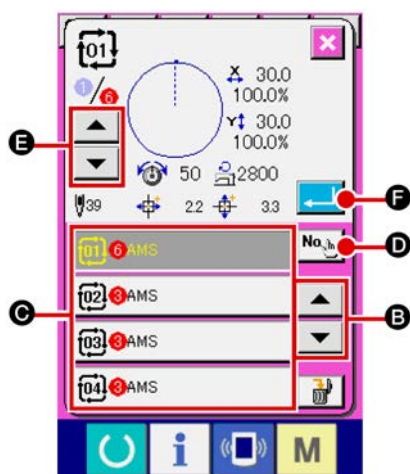 01
1/6
X 30.0
100.0%
Y 30.0
100.0%
E
50 2800
F
39 2.2 3.3
No.
D
01 6 AMS
02 3 AMS
C
B
03 3 AMS
04 3 AMS
i M